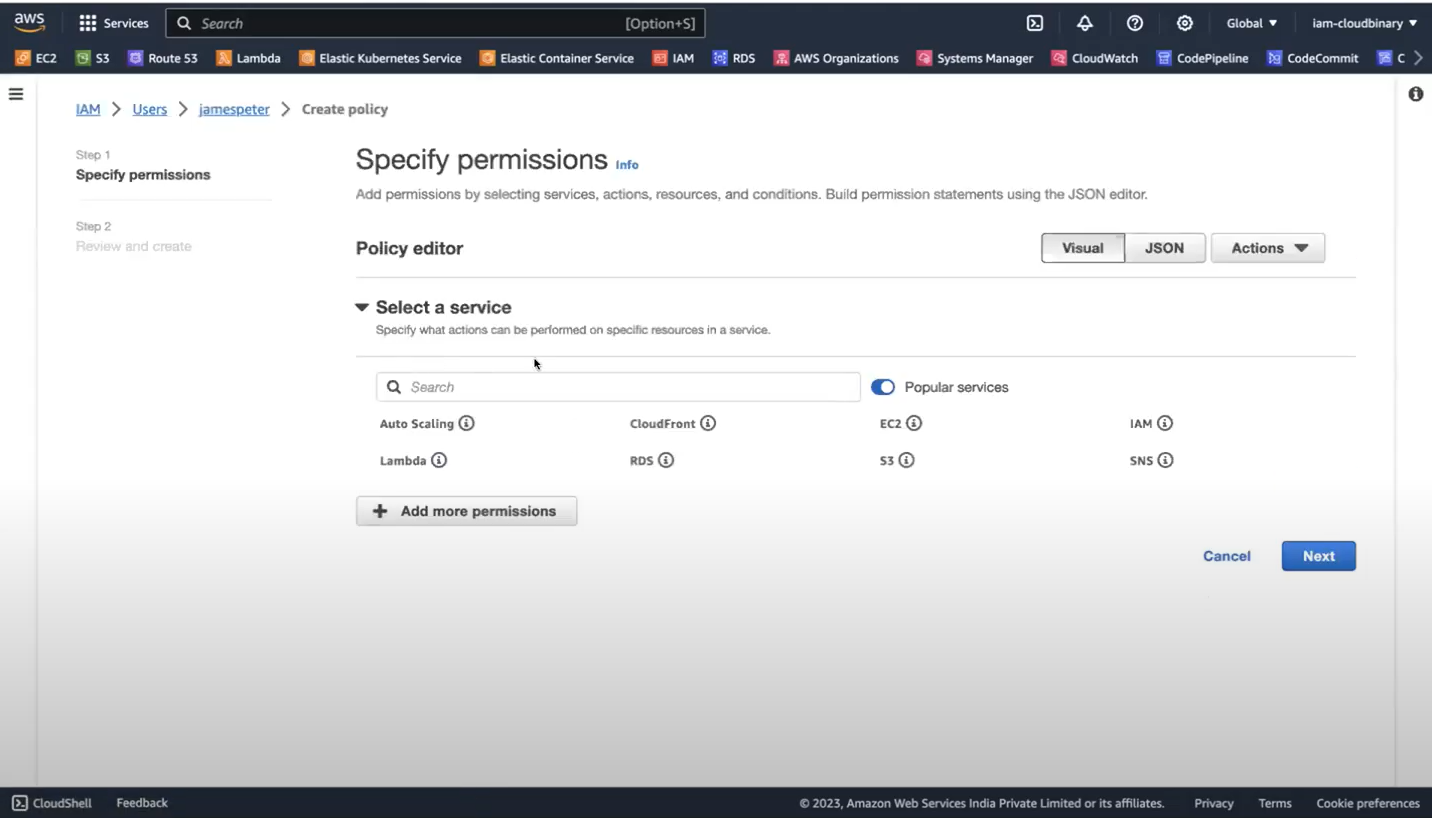 aws Services Search [Option+S] Global iam-cloudbinary
EC2 S3 Route 53 Lambda Elastic Kubernetes Service Elastic Container Service IAM RDS AWS Organizations Systems Manager CloudWatch CodePipeline CodeCommit C
IAM > Users > jamespeter > Create policy
Step 1
Specify permissions
Step 2
Review and create
Specify permissions Info
Add permissions by selecting services, actions, resources, and conditions. Build permission statements using the JSON editor.
Policy editor Visual JSON Actions
Select a service
Specify what actions can be performed on specific resources in a service.
Search Popular services
Auto Scaling CloudFront EC2 IAM
Lambda RDS S3 SNS
+ Add more permissions
Cancel Next
CloudShell Feedback © 2023, Amazon Web Services India Private Limited or its affiliates. Privacy Terms Cookie preferences